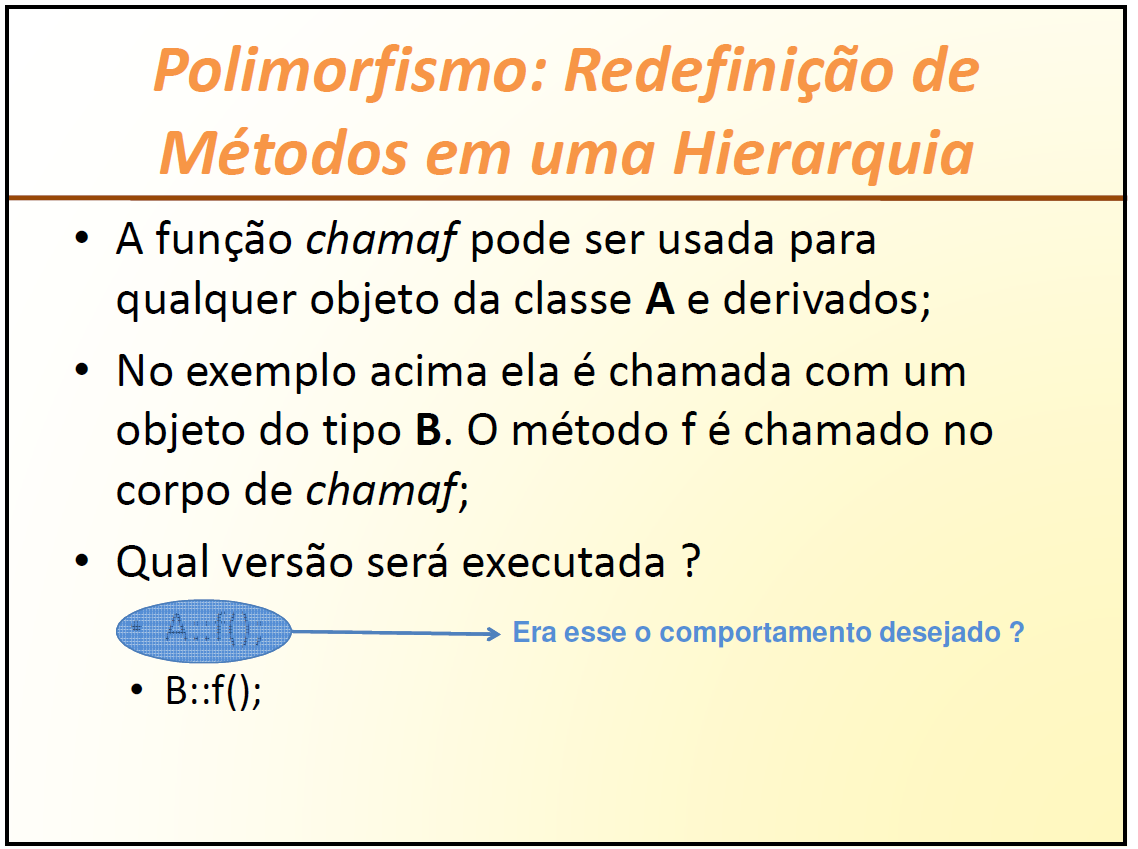 Polimorfismo: Redefinição de
Métodos em uma Hierarquia
• A função chamaf pode ser usada para
qualquer objeto da classe A e derivados;
• No exemplo acima ela é chamada com um
objeto do tipo B. O método f é chamado no
corpo de chamaf;
• Qual versão será executada ?
• A::f();
Era esse o comportamento desejado ?
• B::f();